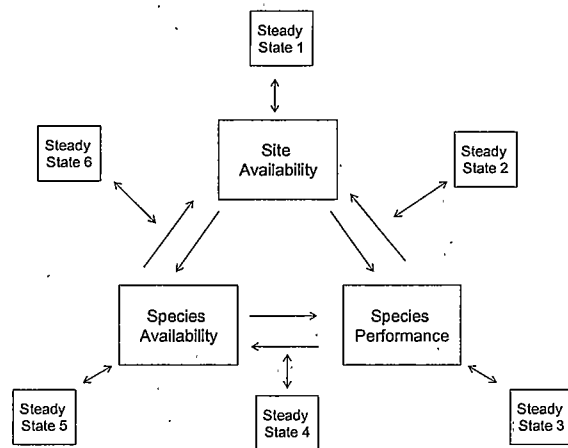 Steady
State 1
Site
Availability
Steady
State 6
Steady
State 2
Species
Availability
Species
Performance
Steady
State 5
Steady
State 4
Steady
State 3